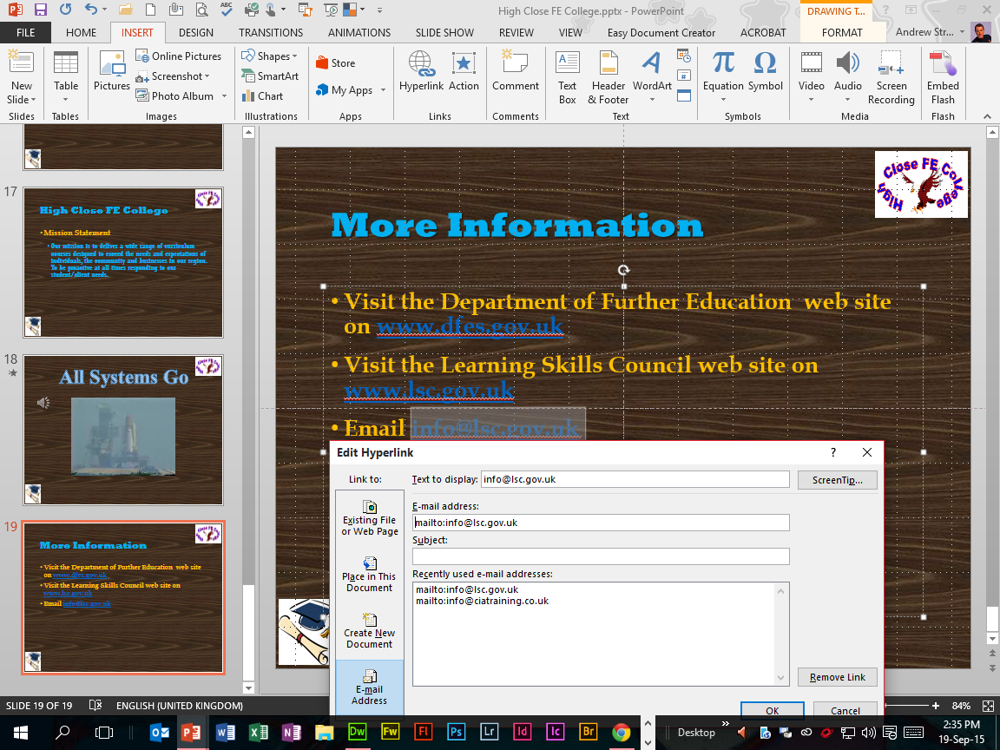 High Close FE College.pptx - PowerPoint
DRAWING T...
FILE
HOME
INSERT
DESIGN
TRANSITIONS
ANIMATIONS
SLIDE SHOW
REVIEW
VIEW
Easy Document Creator
ACROBAT
FORMAT
Andrew Str...
New Slide
Table
Pictures
Online Pictures
Screenshot
Photo Album
Shapes
SmartArt
Chart
Store
My Apps
Hyperlink
Action
Comment
Text Box
Header & Footer
WordArt
Equation
Symbol
Video
Audio
Screen Recording
Embed Flash
Slides
Tables
Images
Illustrations
Apps
Links
Comments
Text
Symbols
Media
Flash
17
High Close FE College
• Mission Statement
• Our mission is to deliver a wide range of curriculum
courses designed to exceed the needs and expectations of
individuals, the community and businesses in our region.
To be proactive at all times responding to our
student/client needs.
18
All Systems Go
19
More Information
• Visit the Department of Further Education web site
on www.dfes.gov.uk
• Visit the Learning Skills Council web site on
www.lsc.gov.uk
• Email info@lsc.gov.uk
High Close FE College
More Information
• Visit the Department of Further Education web site
on www.dfes.gov.uk
• Visit the Learning Skills Council web site on
www.lsc.gov.uk
• Email info@lsc.gov.uk
Edit Hyperlink
?
Link to:
Text to display:
info@lsc.gov.uk
ScreenTip...
Existing File
or Web Page
Place in This
Document
Create New
Document
E-mail
Address
E-mail address:
mailto:info@lsc.gov.uk
Subject:
Recently used e-mail addresses:
mailto:info@lsc.gov.uk
mailto:info@ciatraining.co.uk
Remove Link
OK
Cancel
SLIDE 19 OF 19
ENGLISH (UNITED KINGDOM)
84%
Dw
Fw
Fl
Ps
Lr
Id
Ic
Br
Desktop
2:35 PM
19-Sep-15